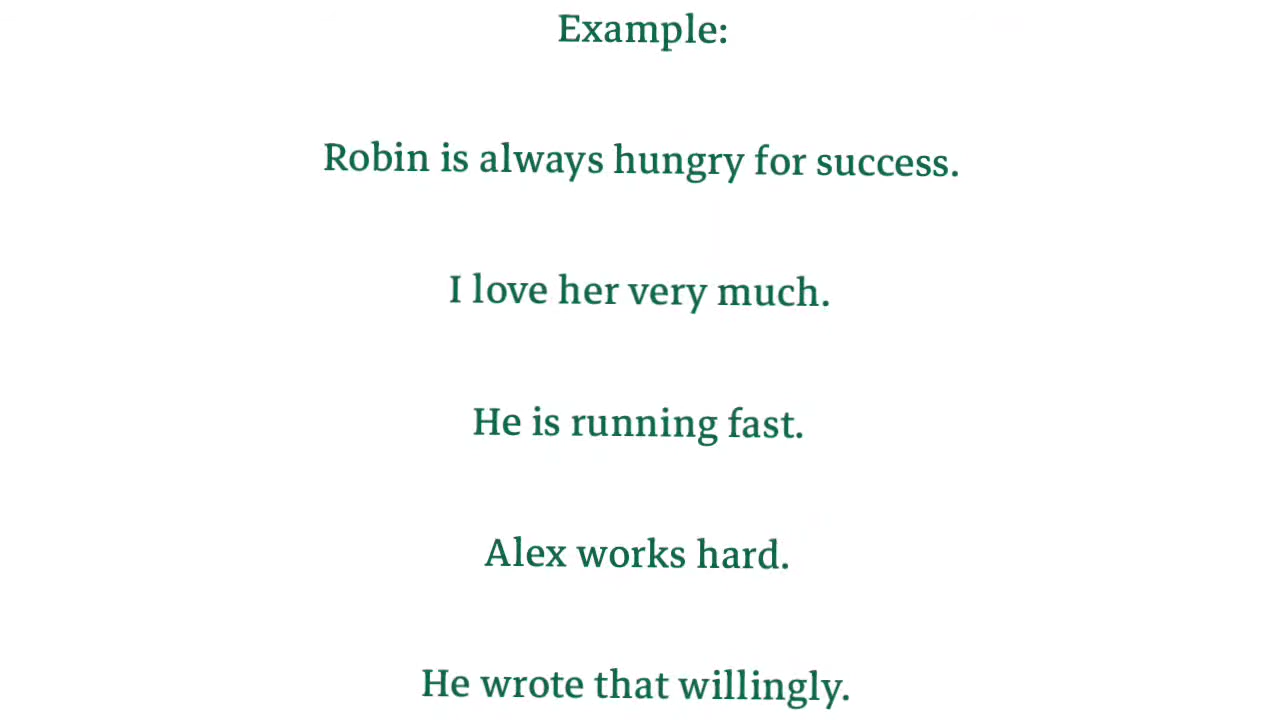 Example:
Robin is always hungry for success.
I love her very much.
He is running fast.
Alex works hard.
He wrote that willingly.